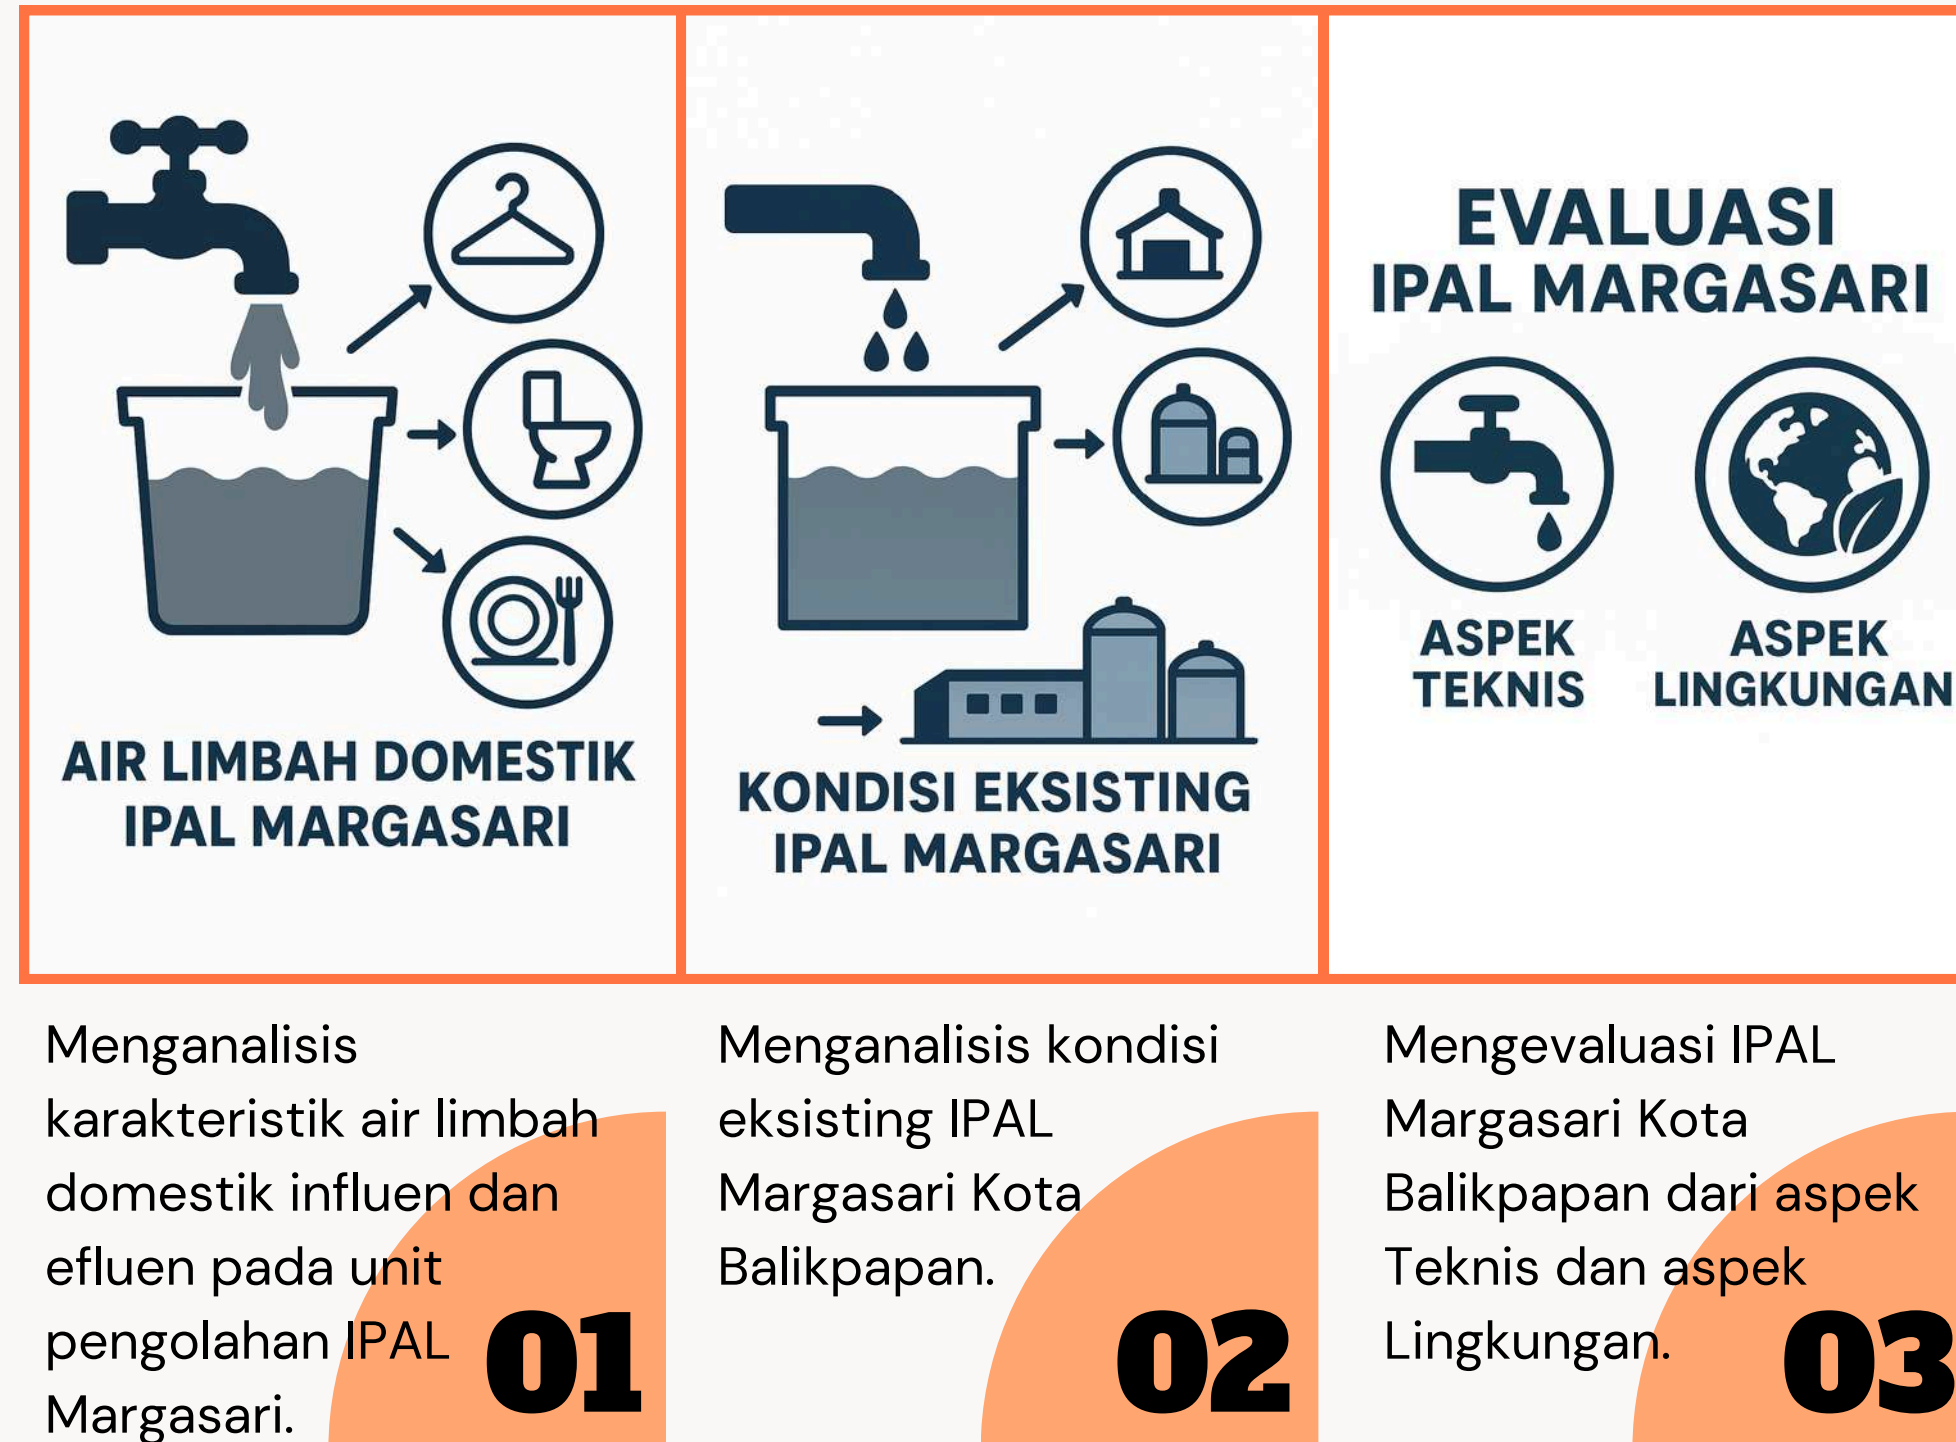 AIR LIMBAH DOMESTIK
IPAL MARGASARI
KONDISI EKSISTING
IPAL MARGASARI
EVALUASI
IPAL MARGASARI
ASPEK
TEKNIS
ASPEK
LINGKUNGAN
Menganalisis
karakteristik air limbah
domestik influen dan
efluen pada unit
pengolahan IPAL
Margasari.
01
Menganalisis kondisi
eksisting IPAL
Margasari Kota
Balikpapan.
02
Mengevaluasi IPAL
Margasari Kota
Balikpapan dari aspek
Teknis dan aspek
Lingkungan.
03